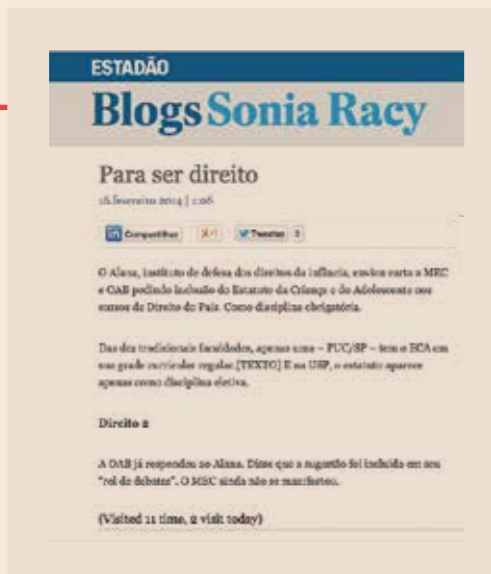 ESTADÃO
Blogs Sonia Racy
Para ser direito
16.fevereiro 2014 | 1:06
Compartilhar +1 Tweetar 3
O Alana, instituto de defesa dos direitos da infância, enviou carta a MEC
e OAB pedindo inclusão do Estatuto da Criança e do Adolescente nos
cursos de Direito do País. Como disciplina obrigatória.
Das dez tradicionais faculdades, apenas uma – PUC/SP – tem o ECA em
sua grade curricular regular.[TEXTO] E na USP, o estatuto aparece
apenas como disciplina eletiva.
Direito 2
A OAB já respondeu ao Alana. Disse que a sugestão foi incluída em seu
"rol de debates". O MEC ainda não se manifestou.
(Visited 11 time, 2 visit today)